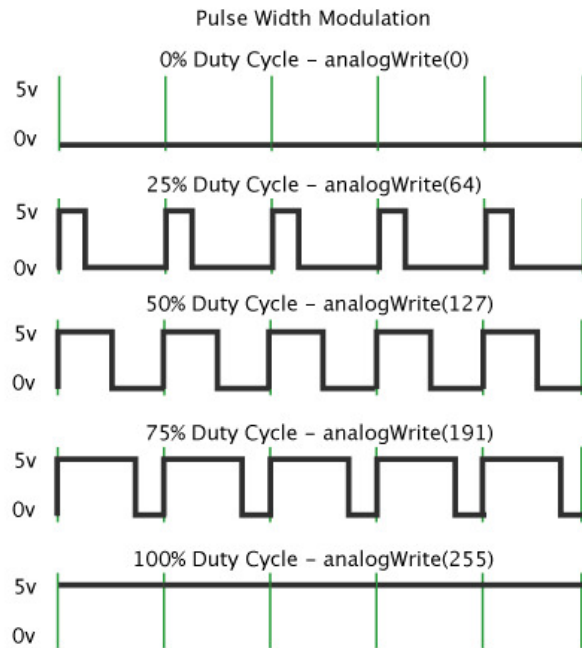 Pulse Width Modulation
0% Duty Cycle – analogWrite(0)
5v
0v
25% Duty Cycle – analogWrite(64)
5v
0v
50% Duty Cycle – analogWrite(127)
5v
0v
75% Duty Cycle – analogWrite(191)
5v
0v
100% Duty Cycle – analogWrite(255)
5v
0v